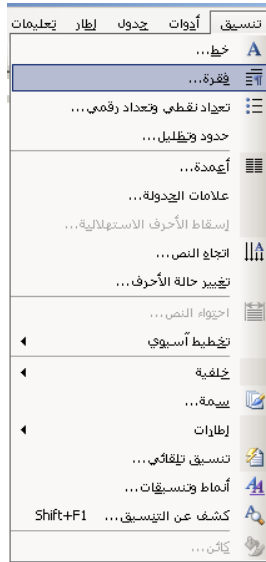 تنسيق أدوات جدول إطار تعليمات
خط...
فقرة...
تعداد نقطي وتعداد رقمي...
حدود وتظليل...
أعمدة...
علامات الجدولة...
إسقاط الأحرف الاستهلالية...
اتجاه النص...
تغيير حالة الأحرف...
احتواء النص...
تخطيط آسيوي
خلفية
سمة...
إطارات
تنسيق تلقائي...
أنماط وتنسيقات...
كشف عن التنسيق... Shift+F1
كائن...